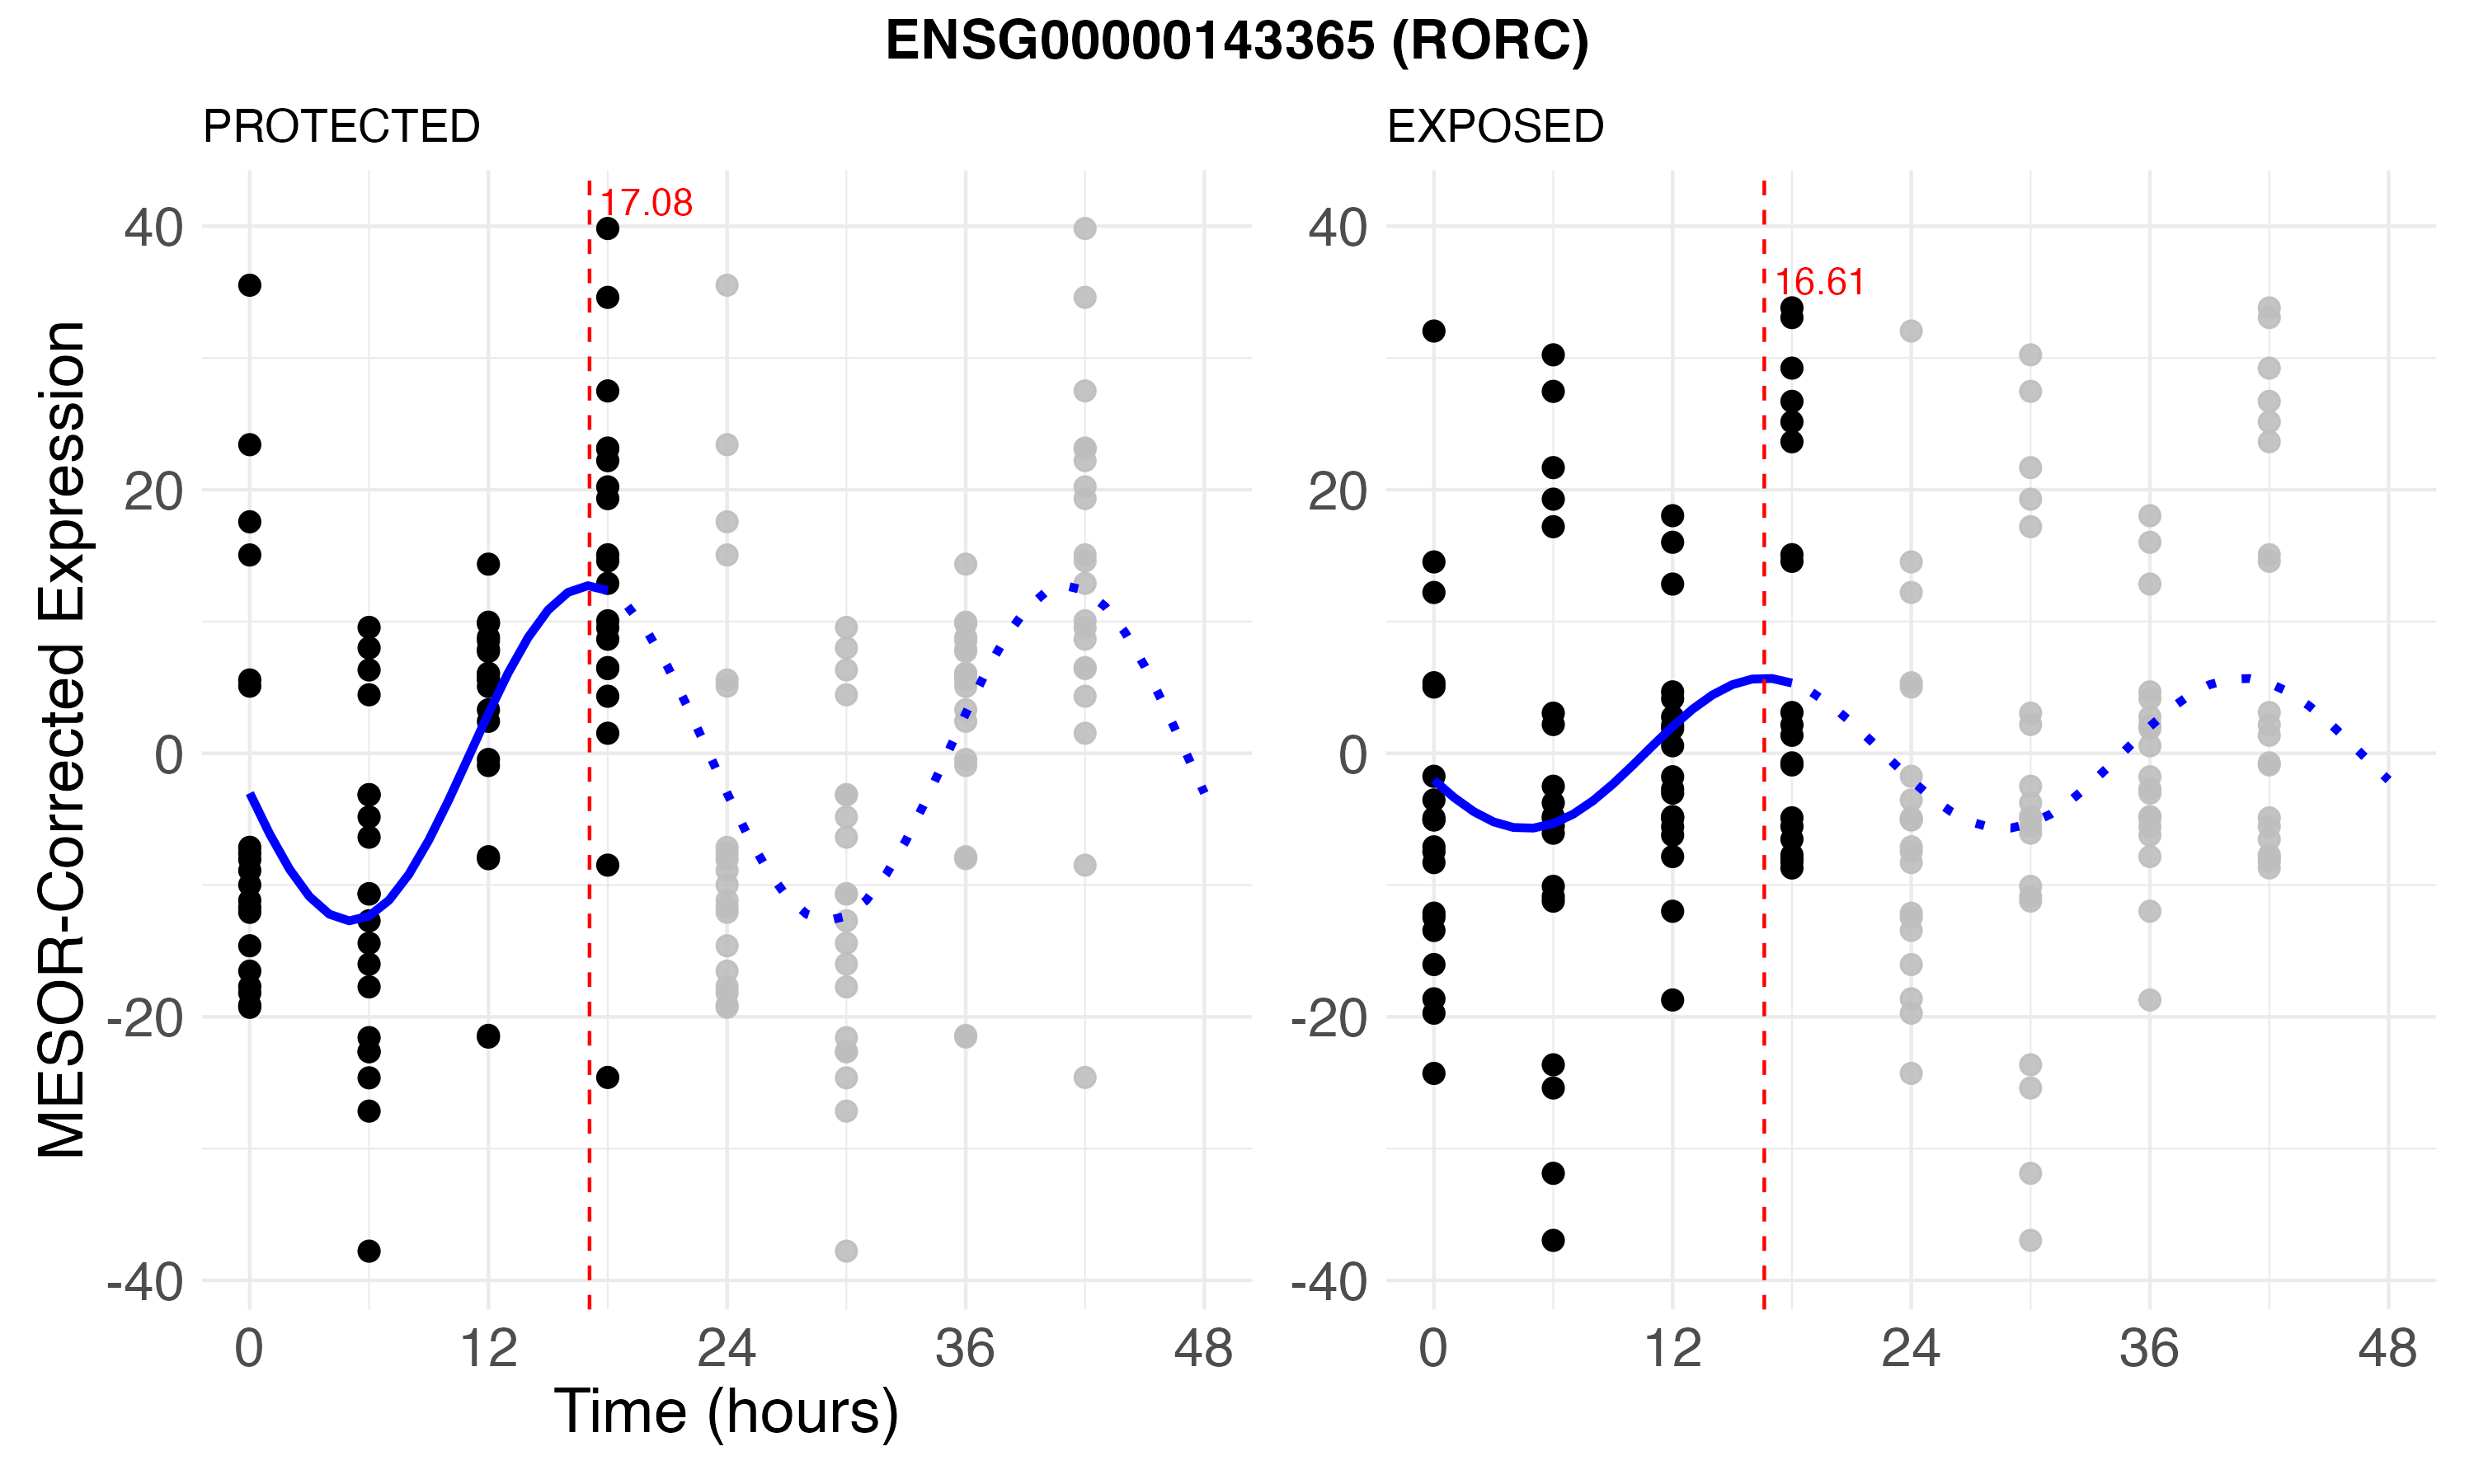 ENSG00000143365 (RORC)
PROTECTED
EXPOSED
MESOR-Corrected Expression
40
20
0
-20
-40
17.08
0 12 24 36 48
Time (hours)
40
20
0
-20
-40
16.61
0 12 24 36 48